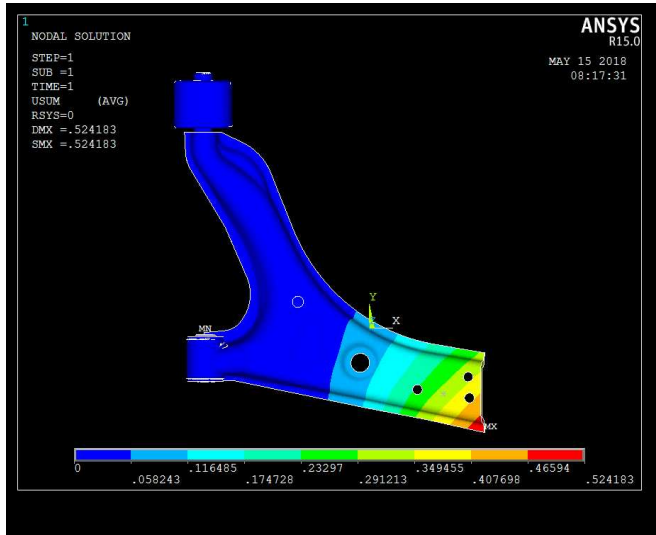 1
NODAL SOLUTION
STEP=1
SUB =1
TIME=1
USUM (AVG)
RSYS=0
DMX =.524183
SMX =.524183
ANSYS
R15.0
MAY 15 2018
08:17:31
Y
X
MN
MX
0 .116485 .23297 .349455 .46594
.058243 .174728 .291213 .407698 .524183